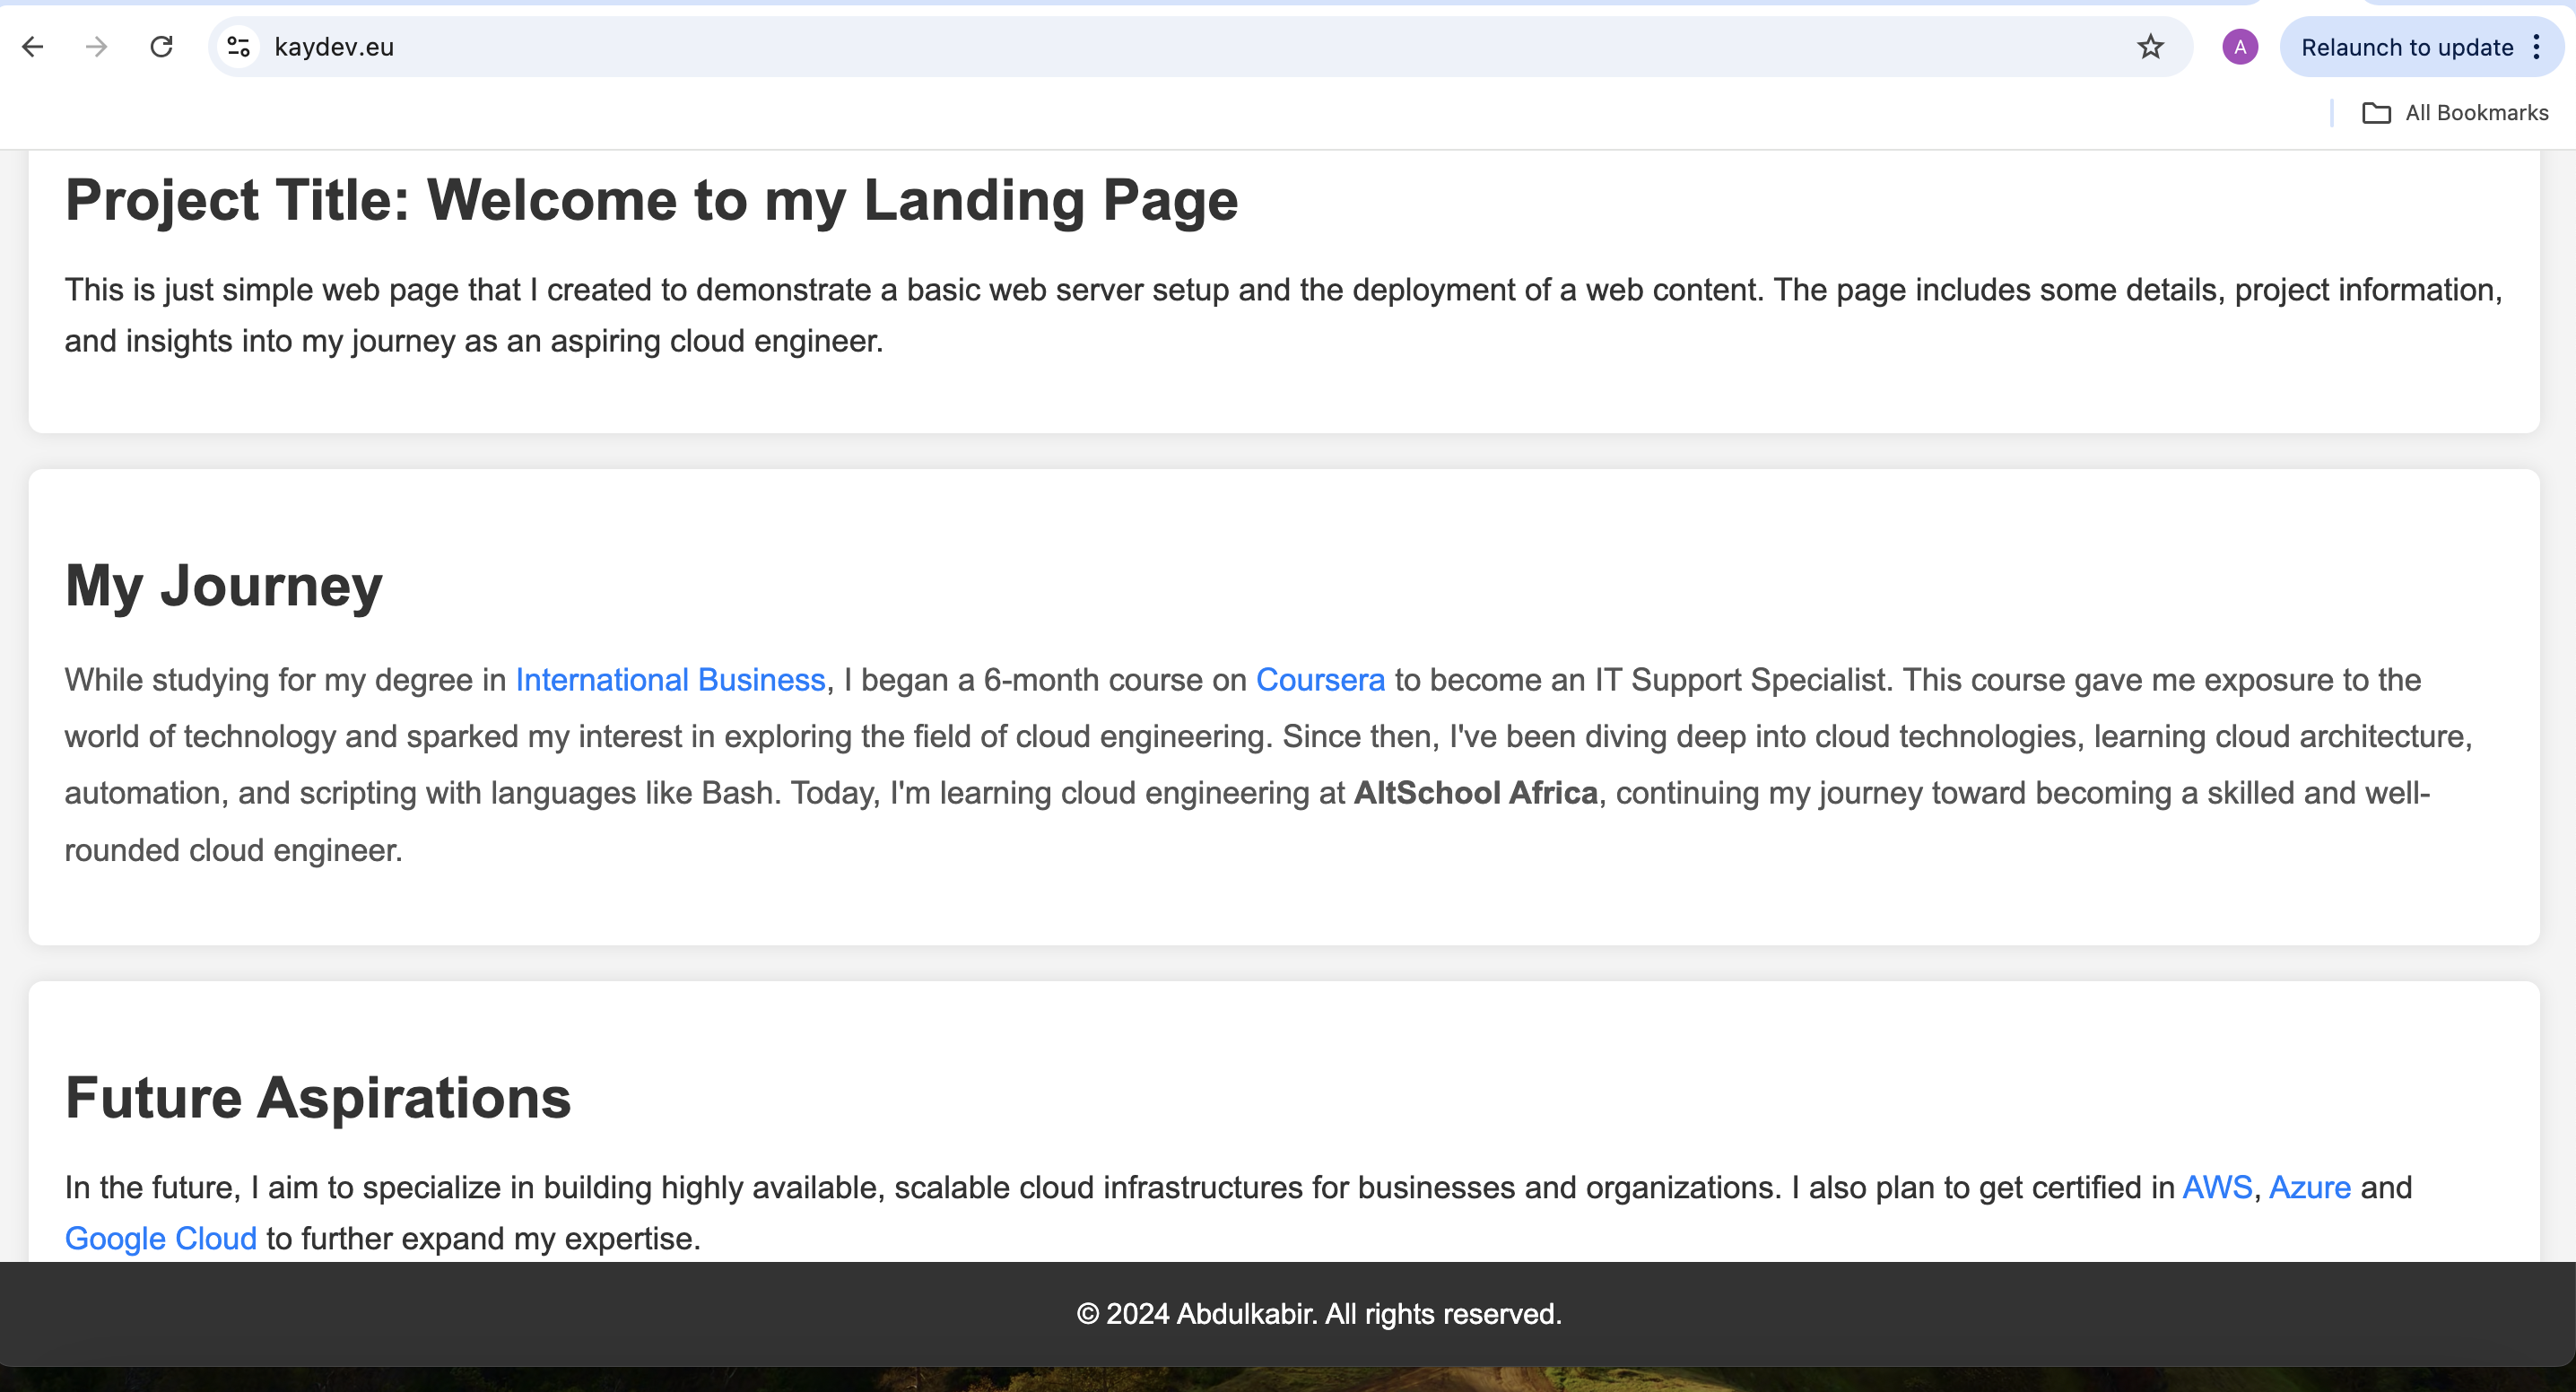 kaydev.eu
A
Relaunch to update
All Bookmarks
Project Title: Welcome to my Landing Page
This is just simple web page that I created to demonstrate a basic web server setup and the deployment of a web content. The page includes some details, project information,
and insights into my journey as an aspiring cloud engineer.
My Journey
While studying for my degree in International Business, I began a 6-month course on Coursera to become an IT Support Specialist. This course gave me exposure to the
world of technology and sparked my interest in exploring the field of cloud engineering. Since then, I've been diving deep into cloud technologies, learning cloud architecture,
automation, and scripting with languages like Bash. Today, I'm learning cloud engineering at AltSchool Africa, continuing my journey toward becoming a skilled and well-
rounded cloud engineer.
Future Aspirations
In the future, I aim to specialize in building highly available, scalable cloud infrastructures for businesses and organizations. I also plan to get certified in AWS, Azure and
Google Cloud to further expand my expertise.
© 2024 Abdulkabir. All rights reserved.